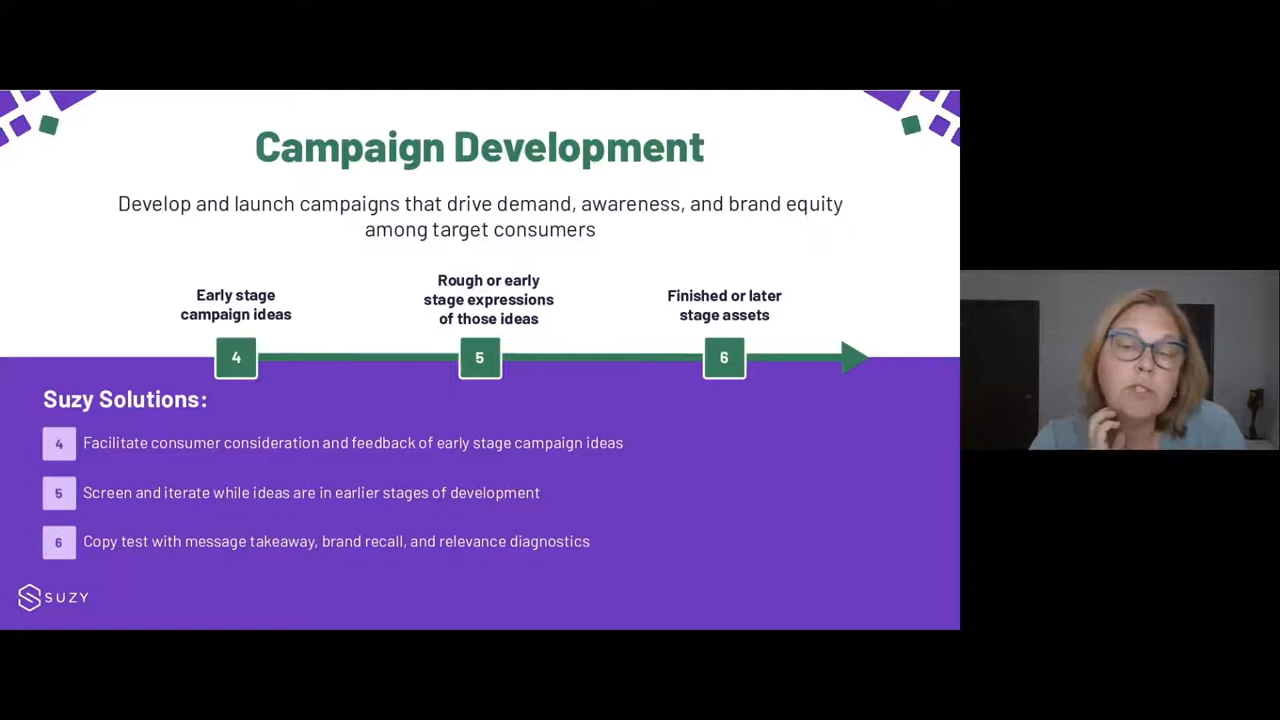 Campaign Development
Develop and launch campaigns that drive demand, awareness, and brand equity
among target consumers
Early stage
campaign ideas
Rough or early
stage expressions
of those ideas
Finished or later
stage assets
4
5
6
Suzy Solutions:
4 Facilitate consumer consideration and feedback of early stage campaign ideas
5 Screen and iterate while ideas are in earlier stages of development
6 Copy test with message takeaway, brand recall, and relevance diagnostics
SUZY